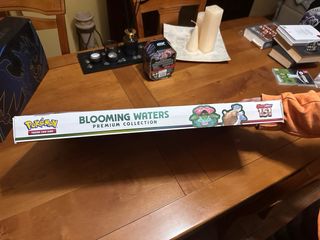 Pokémon
TRADING CARD GAME
BLOOMING WATERS
PREMIUM COLLECTION
151